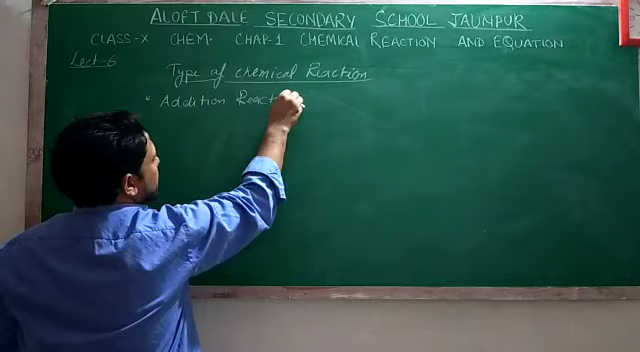 ALOFT DALE SECONDARY SCHOOL JAUNPUR
CLASS-X CHEM. CHAP-1 CHEMICAL REACTION AND EQUATION
Lect-6
Type of chemical Reaction
* Addition React